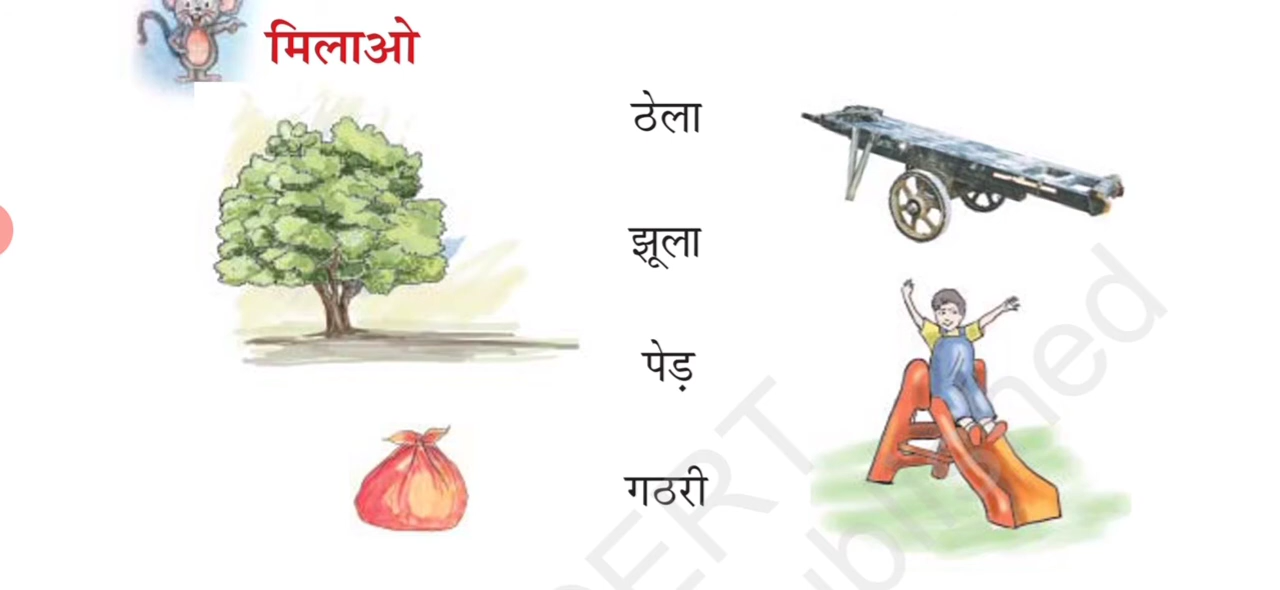 मिलाओ
ठेला
झूला
पेड़
गठरी